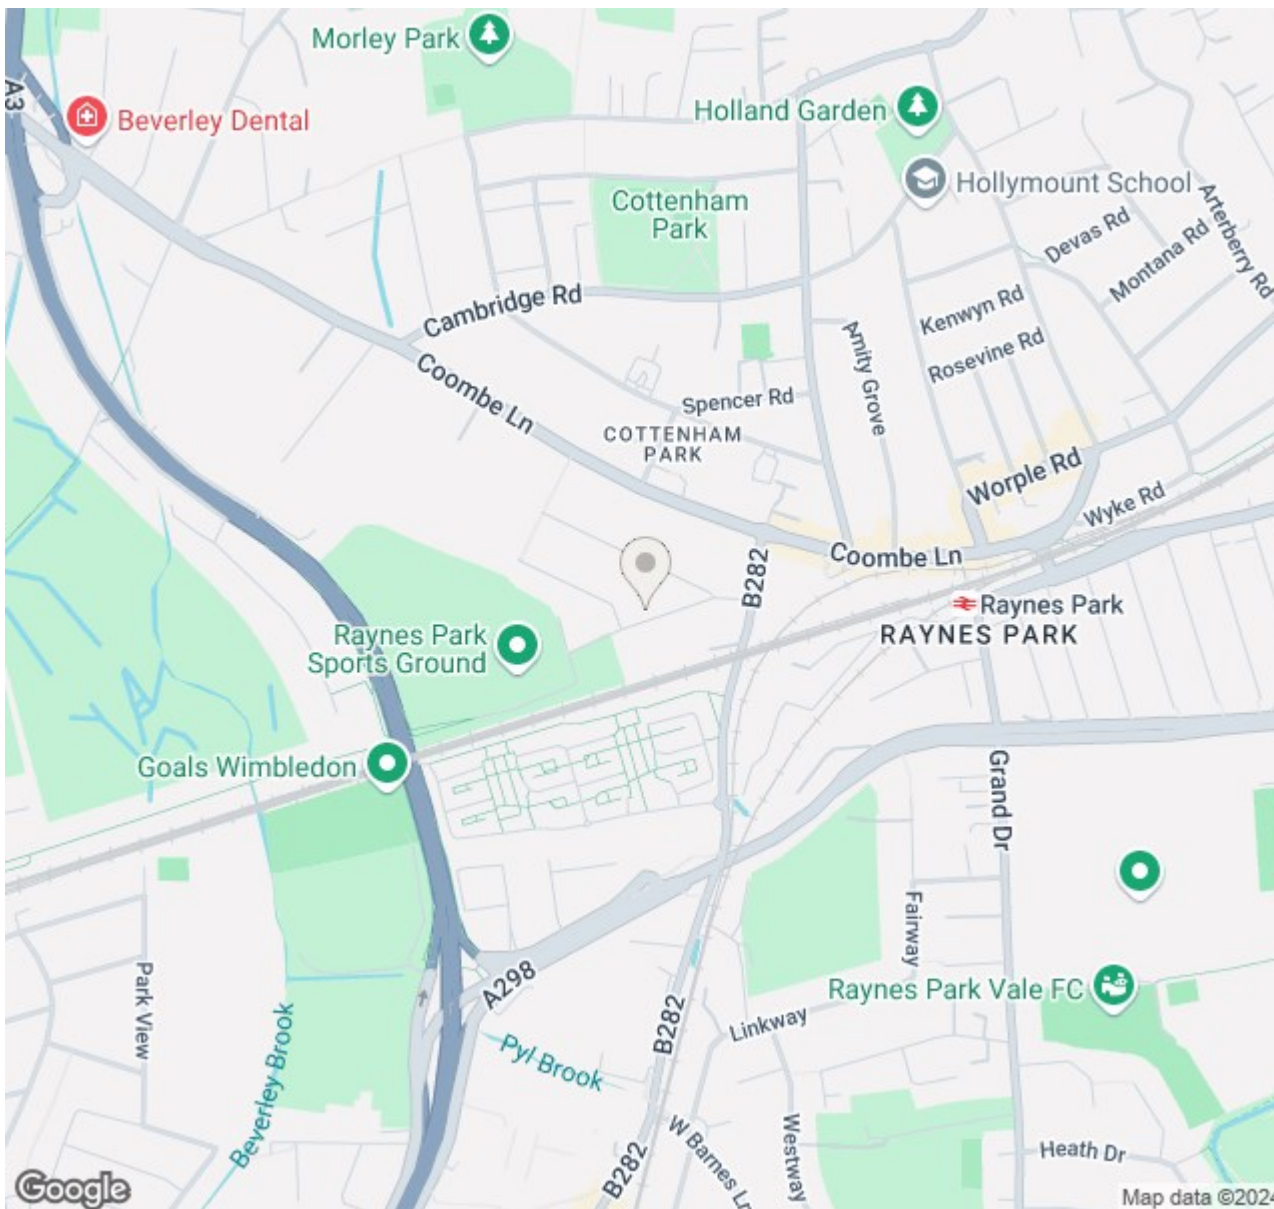 Morley Park
A3
Beverley Dental
Holland Garden
Hollymount School
Cottenham
Park
Arterberry Rd
Devas Rd
Montana Rd
Cambridge Rd
Kenwyn Rd
Amity Grove
Rosevine Rd
Coombe Ln
Spencer Rd
COTTENHAM
PARK
Worple Rd
Wyke Rd
Coombe Ln
B282
Raynes Park
RAYNES PARK
Raynes Park
Sports Ground
Goals Wimbledon
Grand Dr
Fairway
Park View
A298
Raynes Park Vale FC
B282
Linkway
Pyl Brook
Beverley Brook
W Barnes Ln
Westway
Heath Dr
B282
Google
Map data ©2024